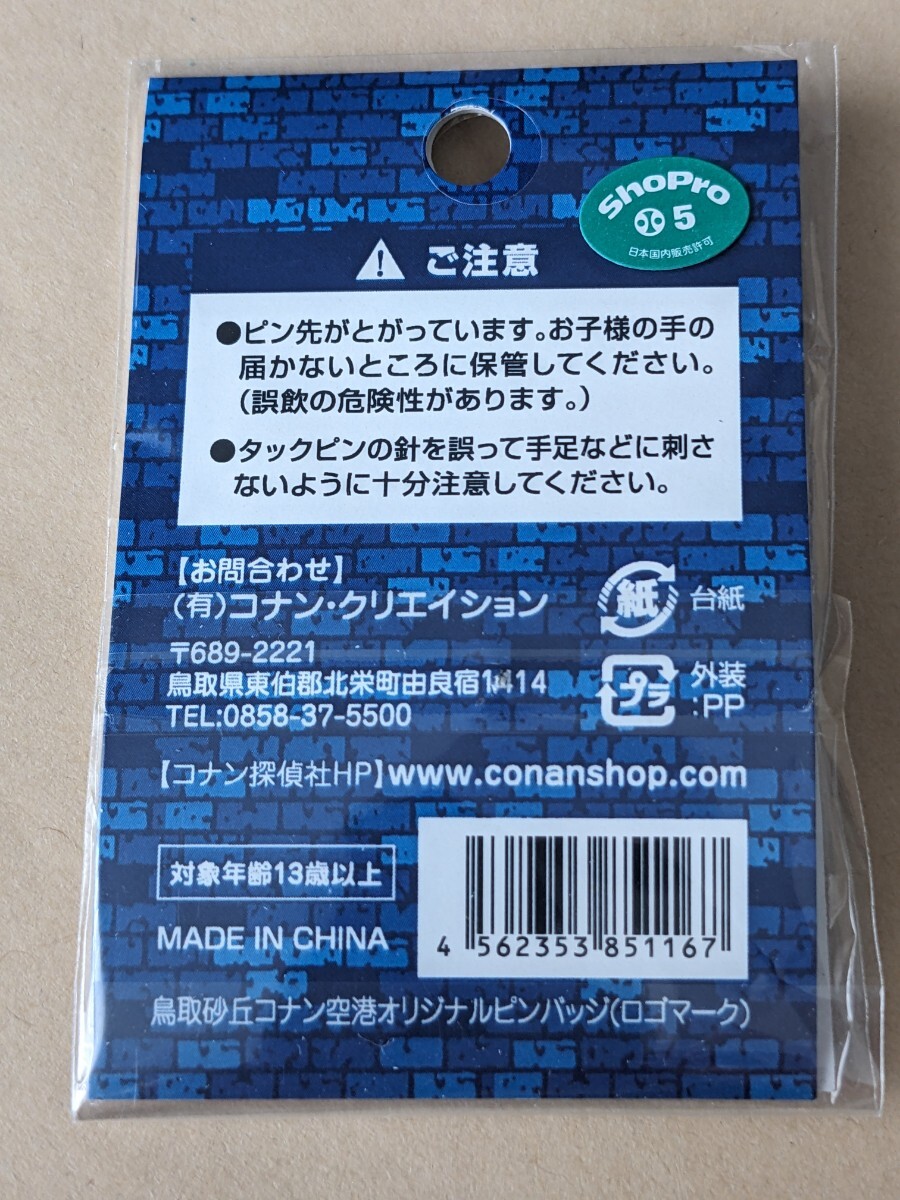 ShoPro
5
日本国内販売許可
ご注意
●ピン先がとがっています。お子様の手の
届かないところに保管してください。
(誤飲の危険性があります。)
●タックピンの針を誤って手足などに刺さ
ないように十分注意してください。
【お問合わせ】
(有)コナン・クリエイション
〒689-2221
鳥取県東伯郡北栄町由良宿1414
TEL:0858-37-5500
紙 台紙
プラ 外装
:PP
【コナン探偵社HP】www.conanshop.com
対象年齢13歳以上
MADE IN CHINA
4 562353 851167
鳥取砂丘コナン空港オリジナルピンバッジ(ロゴマーク)